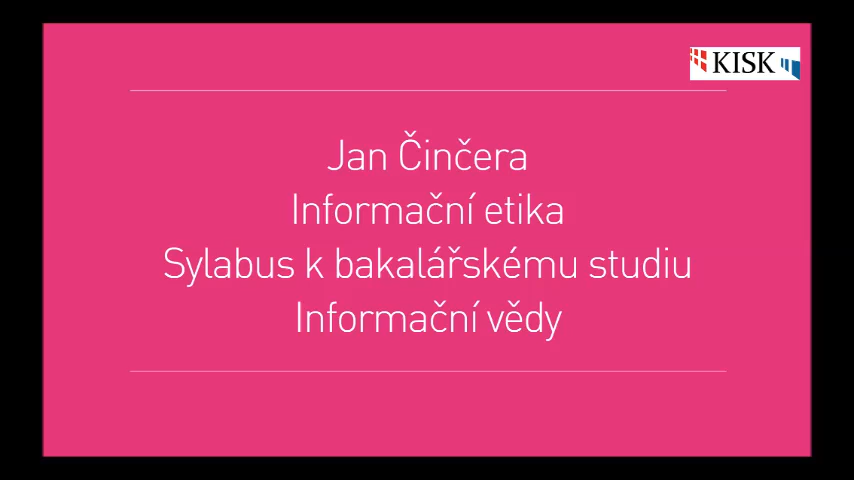 KISK
Jan Činčera
Informační etika
Sylabus k bakalářskému studiu
Informační vědy